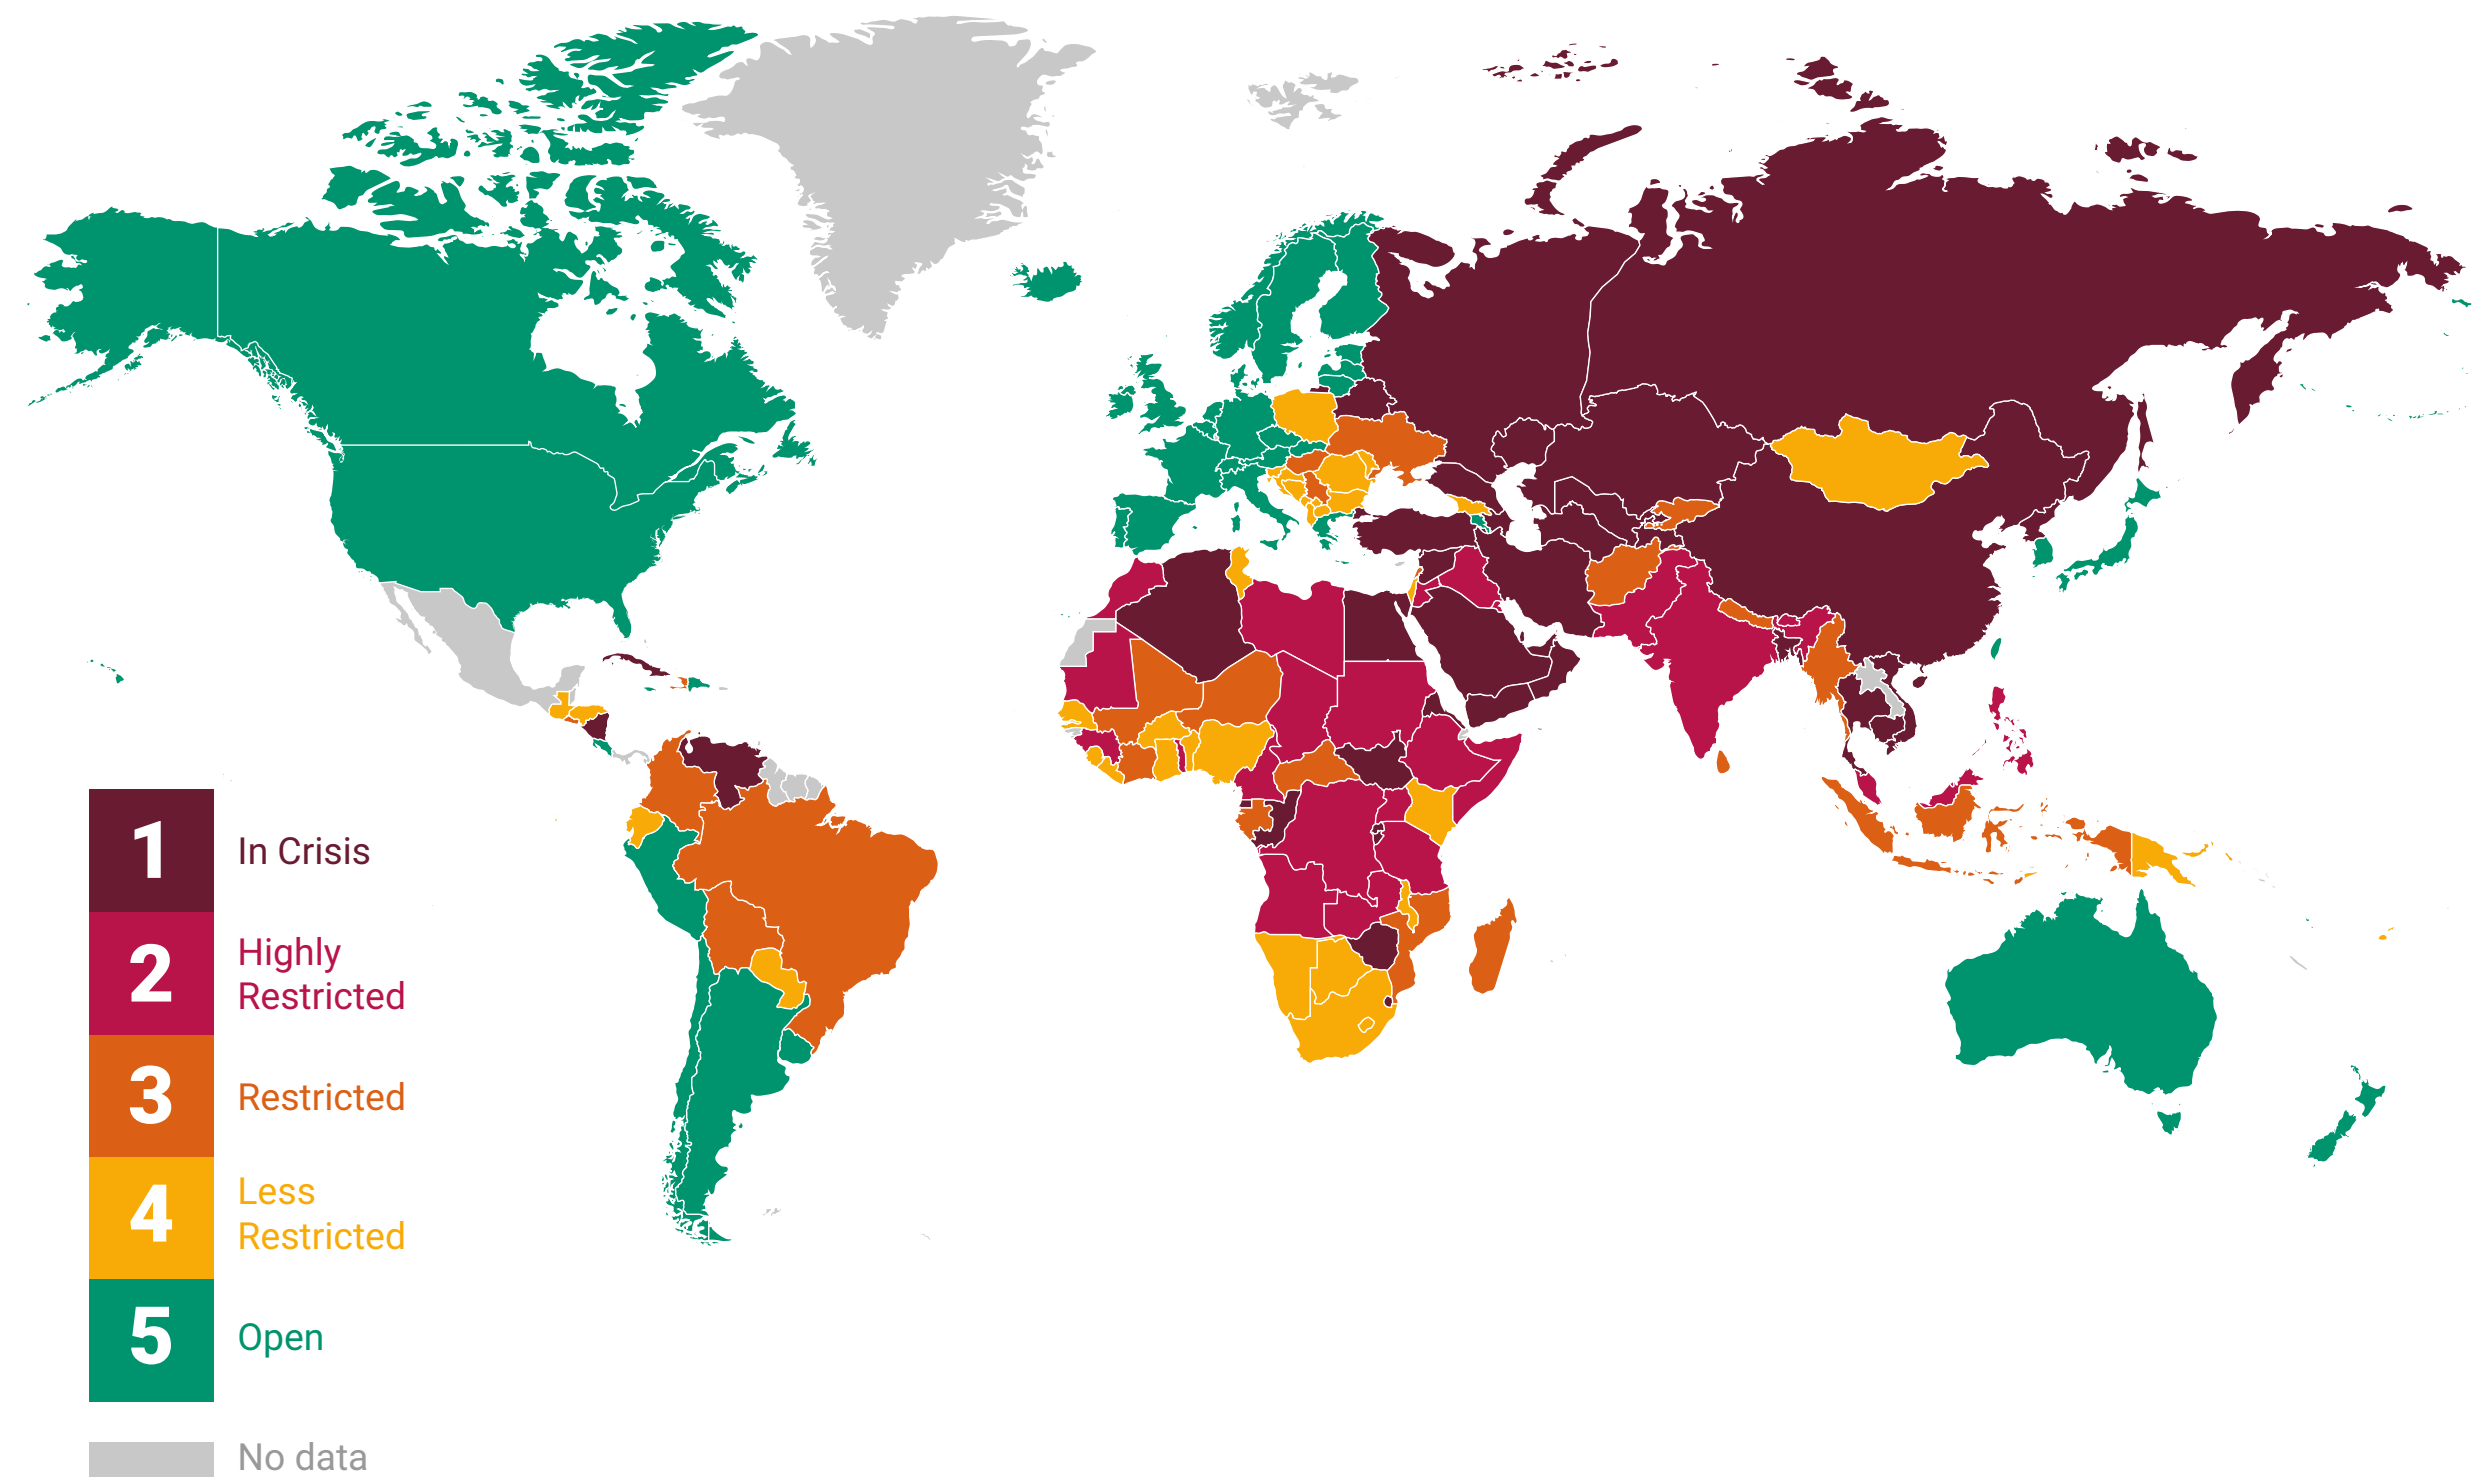 1
In Crisis
2
Highly
Restricted
3
Restricted
4
Less
Restricted
5
Open
No data